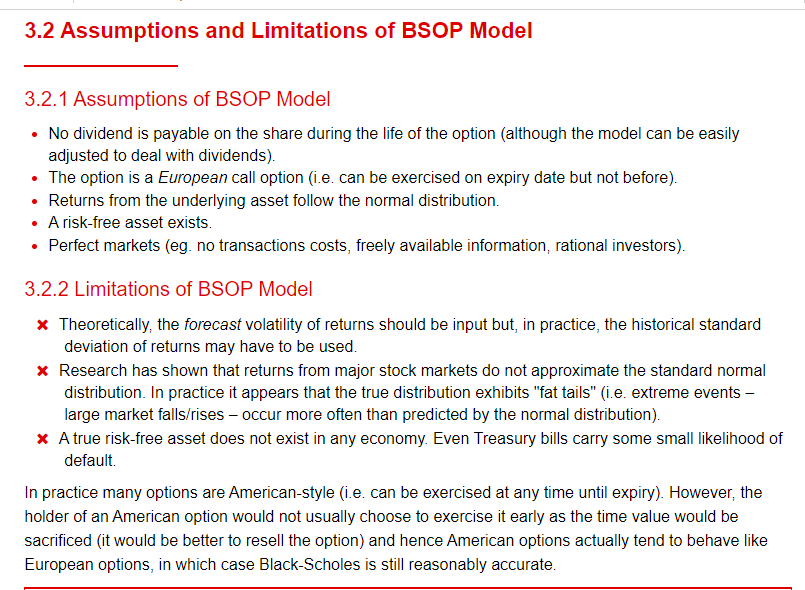 3.2 Assumptions and Limitations of BSOP Model
3.2.1 Assumptions of BSOP Model
• No dividend is payable on the share during the life of the option (although the model can be easily
adjusted to deal with dividends).
• The option is a European call option (i.e. can be exercised on expiry date but not before).
• Returns from the underlying asset follow the normal distribution.
• A risk-free asset exists.
• Perfect markets (eg. no transactions costs, freely available information, rational investors).
3.2.2 Limitations of BSOP Model
✖ Theoretically, the forecast volatility of returns should be input but, in practice, the historical standard
deviation of returns may have to be used.
✖ Research has shown that returns from major stock markets do not approximate the standard normal
distribution. In practice it appears that the true distribution exhibits "fat tails" (i.e. extreme events –
large market falls/rises – occur more often than predicted by the normal distribution).
✖ A true risk-free asset does not exist in any economy. Even Treasury bills carry some small likelihood of
default.
In practice many options are American-style (i.e. can be exercised at any time until expiry). However, the
holder of an American option would not usually choose to exercise it early as the time value would be
sacrificed (it would be better to resell the option) and hence American options actually tend to behave like
European options, in which case Black-Scholes is still reasonably accurate.